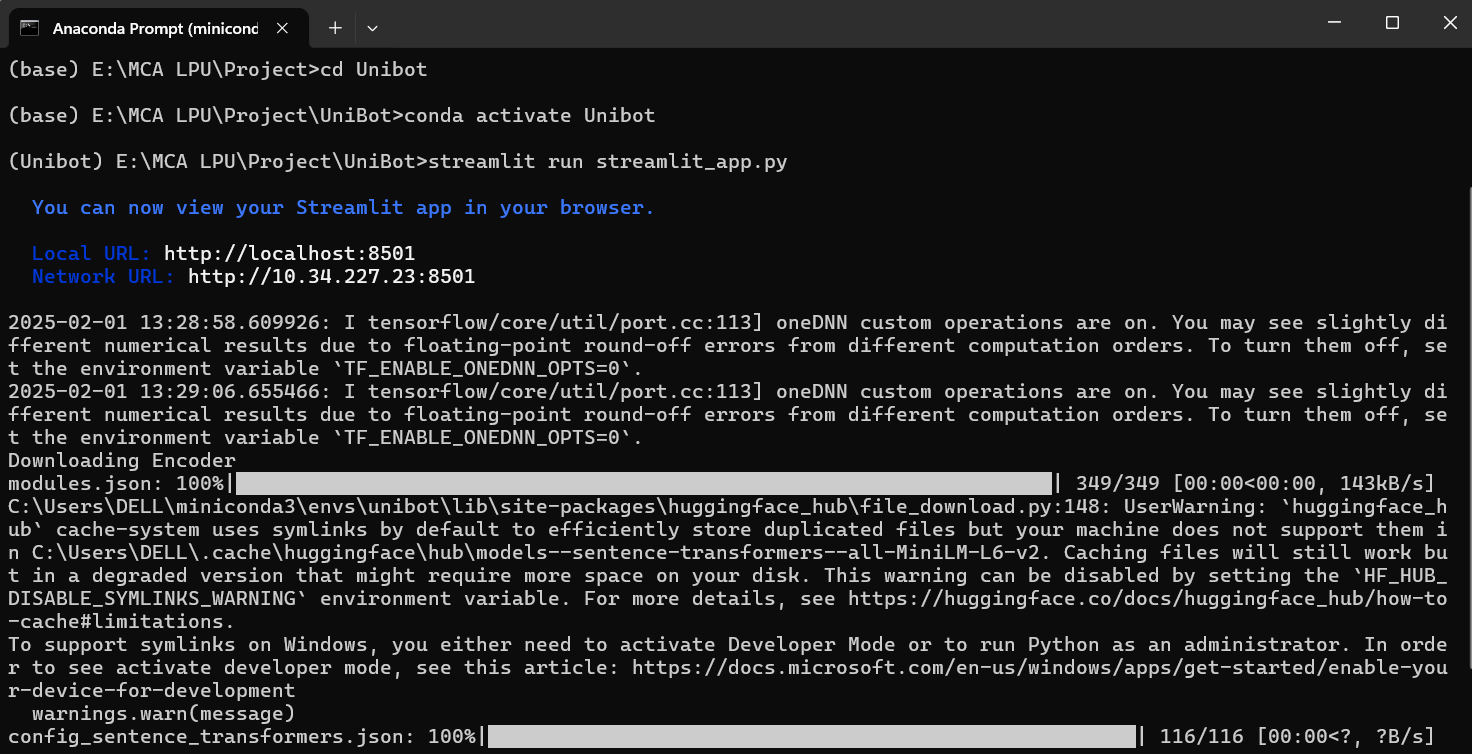 Anaconda Prompt (minicond
(base) E:\MCA LPU\Project>cd Unibot
(base) E:\MCA LPU\Project\UniBot>conda activate Unibot
(Unibot) E:\MCA LPU\Project\UniBot>streamlit run streamlit_app.py
You can now view your Streamlit app in your browser.
Local URL: http://localhost:8501
Network URL: http://10.34.227.23:8501
2025-02-01 13:28:58.609926: I tensorflow/core/util/port.cc:113] oneDNN custom operations are on. You may see slightly di
fferent numerical results due to floating-point round-off errors from different computation orders. To turn them off, se
t the environment variable `TF_ENABLE_ONEDNN_OPTS=0`.
2025-02-01 13:29:06.655466: I tensorflow/core/util/port.cc:113] oneDNN custom operations are on. You may see slightly di
fferent numerical results due to floating-point round-off errors from different computation orders. To turn them off, se
t the environment variable `TF_ENABLE_ONEDNN_OPTS=0`.
Downloading Encoder
modules.json: 100%| | 349/349 [00:00<00:00, 143kB/s]
C:\Users\DELL\miniconda3\envs\unibot\lib\site-packages\huggingface_hub\file_download.py:148: UserWarning: `huggingface_h
ub` cache-system uses symlinks by default to efficiently store duplicated files but your machine does not support them i
n C:\Users\DELL\.cache\huggingface\hub\models--sentence-transformers--all-MiniLM-L6-v2. Caching files will still work bu
t in a degraded version that might require more space on your disk. This warning can be disabled by setting the `HF_HUB_
DISABLE_SYMLINKS_WARNING` environment variable. For more details, see https://huggingface.co/docs/huggingface_hub/how-to
-cache#limitations.
To support symlinks on Windows, you either need to activate Developer Mode or to run Python as an administrator. In orde
r to see activate developer mode, see this article: https://docs.microsoft.com/en-us/windows/apps/get-started/enable-you
r-device-for-development
warnings.warn(message)
config_sentence_transformers.json: 100%| | 116/116 [00:00<?, ?B/s]